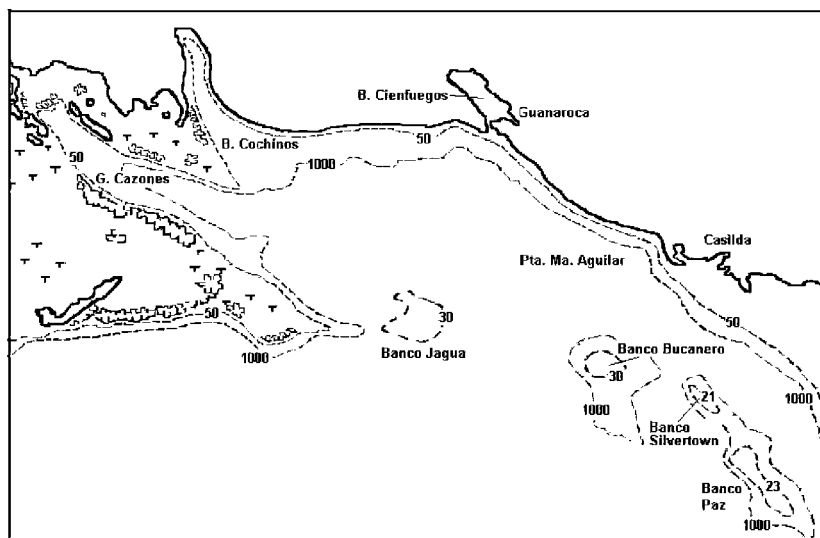 B. Cienfuegos
Guanaroca
B. Cochinos
50
1000
50
G. Cazones
Casilda
Pta. Ma. Aguilar
50
1000
30
Banco Jagua
50
Banco Bucanero
30
1000
21
1000
Banco
Silvertown
23
Banco
Paz
1000